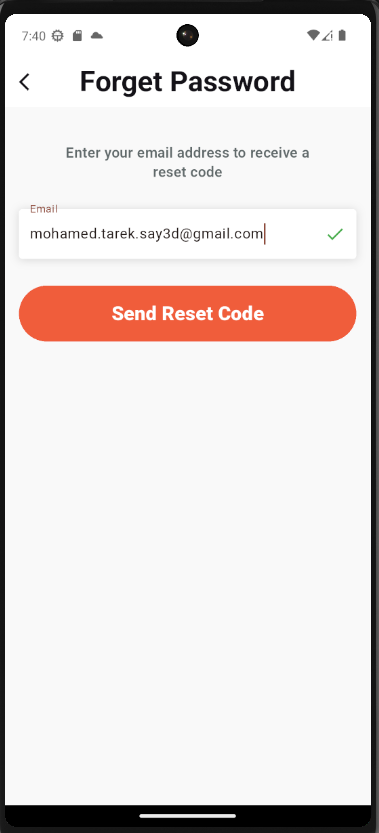 7:40
Forget Password
Enter your email address to receive a
reset code
Email
mohamed.tarek.say3d@gmail.com
Send Reset Code